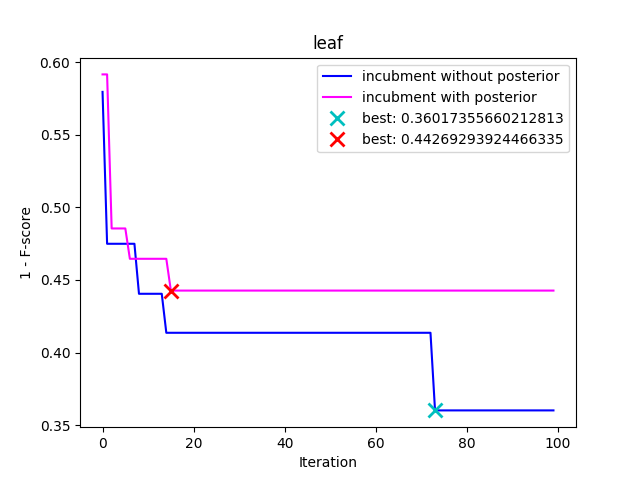 leaf
incubment without posterior
incubment with posterior
best: 0.36017355660212813
best: 0.44269293924466335
1 - F-score
0.60
0.55
0.50
0.45
0.40
0.35
0 20 40 60 80 100
Iteration